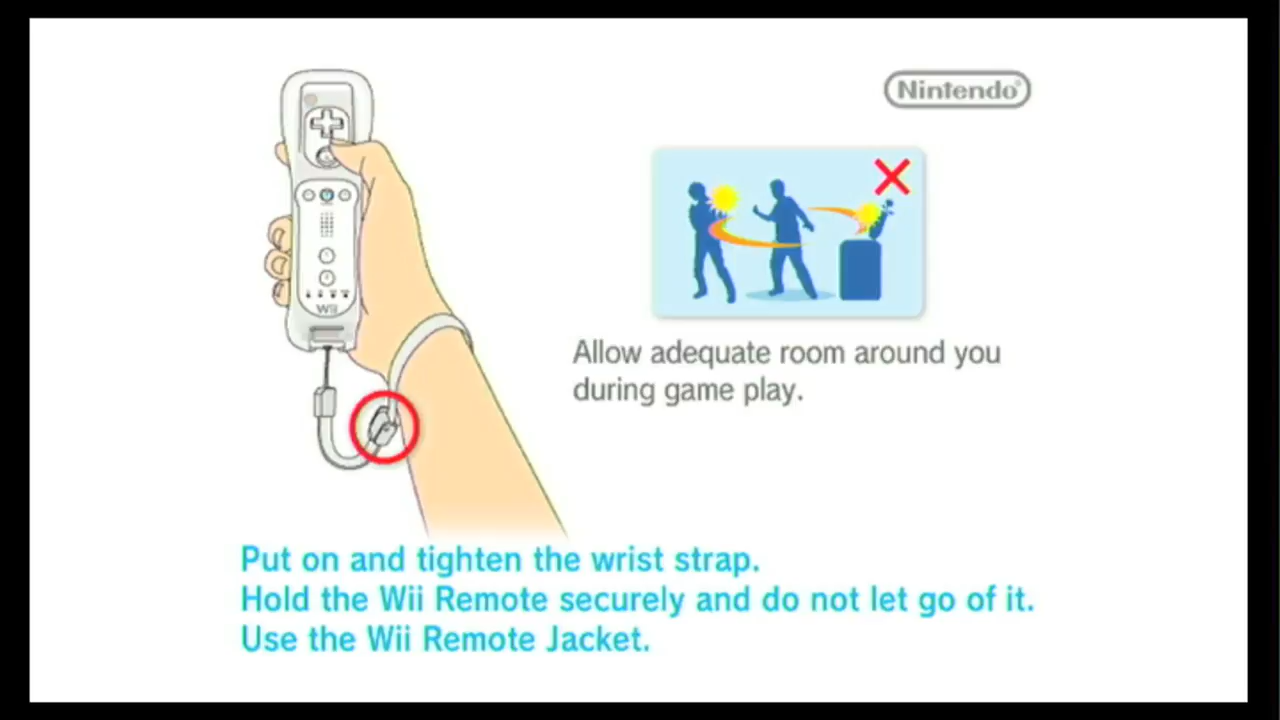 Nintendo®
Wii
Allow adequate room around you
during game play.
Put on and tighten the wrist strap.
Hold the Wii Remote securely and do not let go of it.
Use the Wii Remote Jacket.